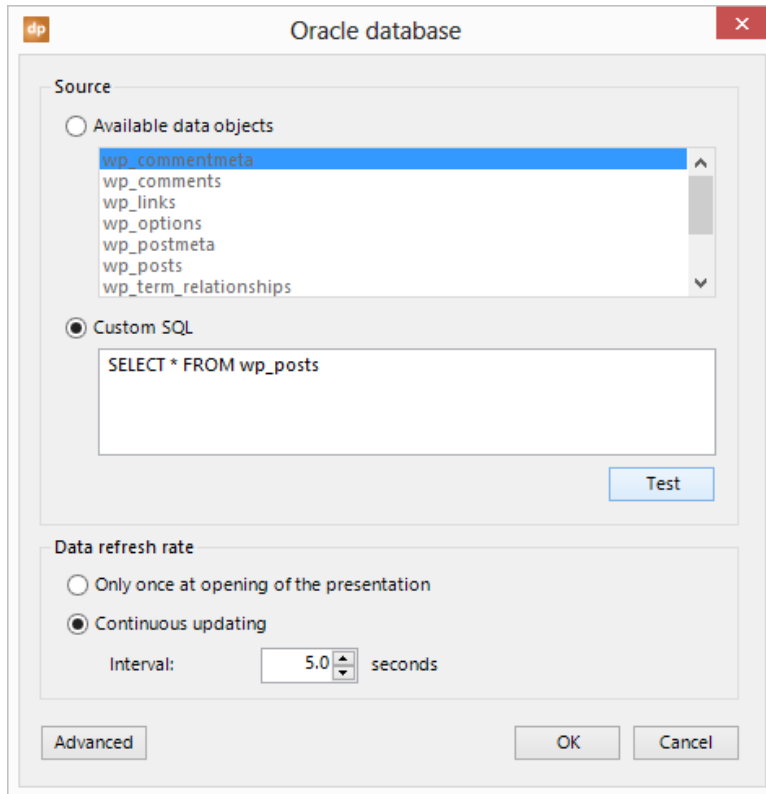 dp Oracle database
Source
Available data objects
wp_commentmeta
wp_comments
wp_links
wp_options
wp_postmeta
wp_posts
wp_term_relationships
Custom SQL
SELECT * FROM wp_posts
Test
Data refresh rate
Only once at opening of the presentation
Continuous updating
Interval: 5.0 seconds
Advanced OK Cancel